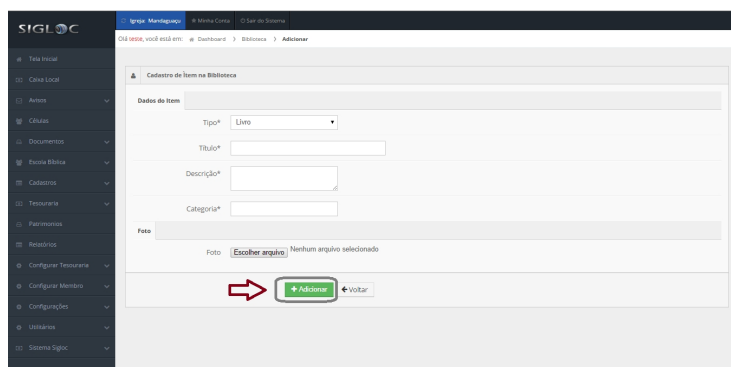 SIGLOC
Igreja: Mandaguaçu Minha Conta Sair do Sistema
Olá teste, você está em: Dashboard > Biblioteca > Adicionar
Tela Inicial
Caixa Local
Avisos
Células
Documentos
Escola Bíblica
Cadastros
Tesouraria
Patrimonios
Relatórios
Configurar Tesouraria
Configurar Membro
Configurações
Utilitários
Sistema Sigloc
Cadastro de Ítem na Biblioteca
Dados do Item
Tipo* Livro
Título*
Descrição*
Categoria*
Foto
Foto Escolher arquivo Nenhum arquivo selecionado
+ Adicionar Voltar